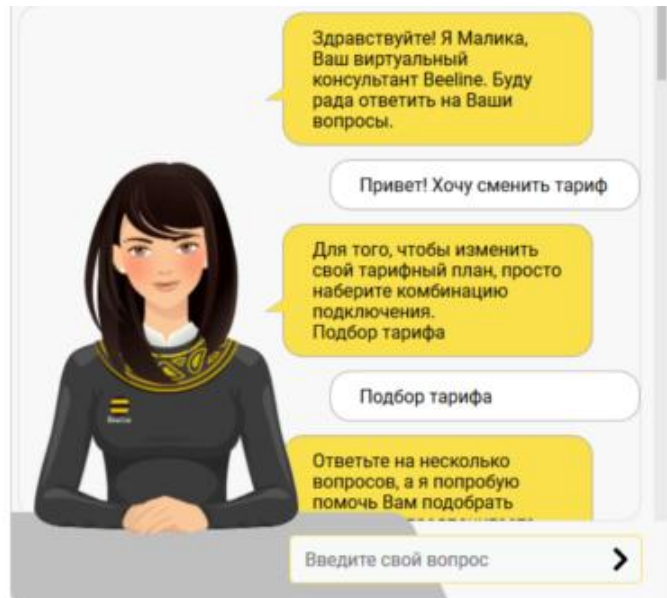 Здравствуйте! Я Малика,
Ваш виртуальный
консультант Beeline. Буду
рада ответить на Ваши
вопросы.
Привет! Хочу сменить тариф
Для того, чтобы изменить
свой тарифный план, просто
наберите комбинацию
подключения.
Подбор тарифа
Подбор тарифа
Ответьте на несколько
вопросов, а я попробую
помочь Вам подобрать
Beeline
Введите свой вопрос